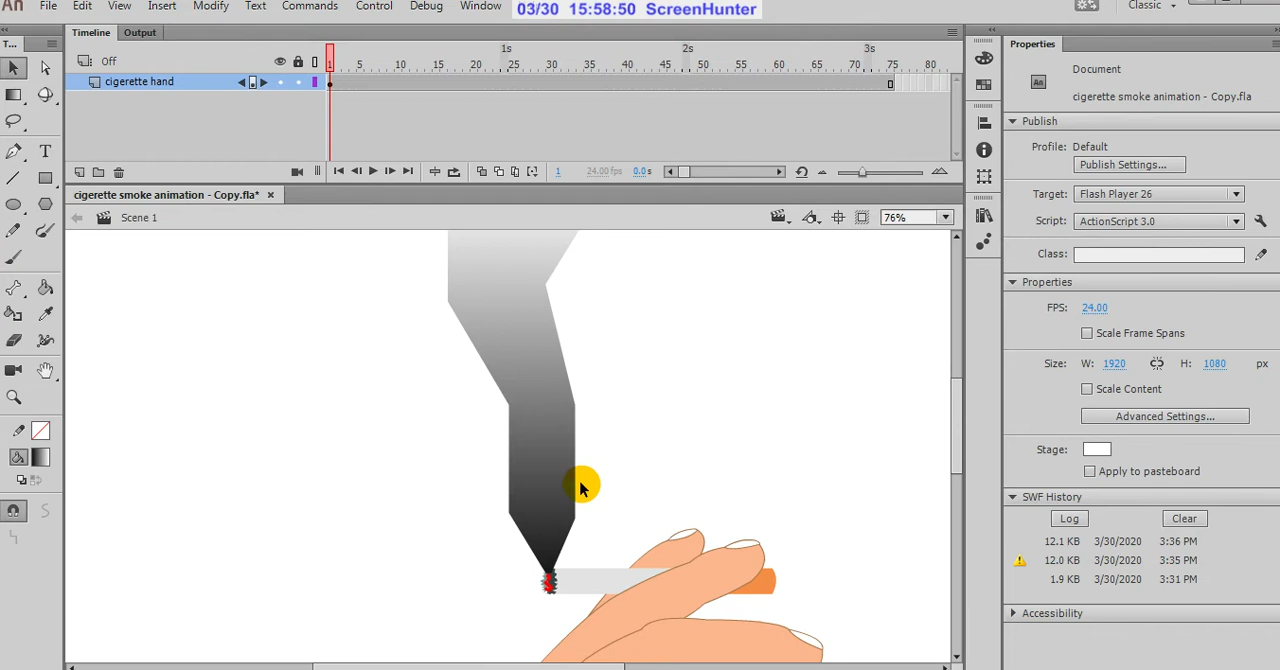 An File Edit View Insert Modify Text Commands Control Debug Window 03/30 15:58:50 ScreenHunter Classic
Timeline Output
T...
Off 1s 2s 3s
1 5 10 15 20 25 30 35 40 45 50 55 60 65 70 75 80
cigerette hand
1 24.00 fps 0.0 s
cigerette smoke animation - Copy.fla* ×
Scene 1 76%
Properties
An Document
cigerette smoke animation - Copy.fla
Publish
Profile: Default
Publish Settings...
Target: Flash Player 26
Script: ActionScript 3.0
Class:
Properties
FPS: 24.00
Scale Frame Spans
Size: W: 1920 H: 1080 px
Scale Content
Advanced Settings...
Stage:
Apply to pasteboard
SWF History
Log Clear
12.1 KB 3/30/2020 3:36 PM
12.0 KB 3/30/2020 3:35 PM
1.9 KB 3/30/2020 3:31 PM
Accessibility